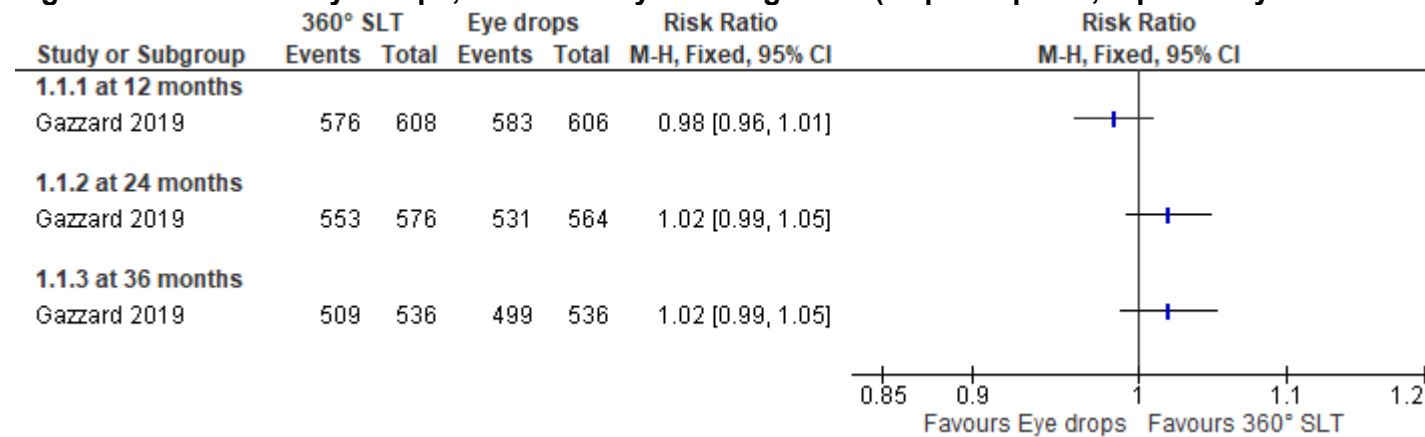 360° SLT Eye drops Risk Ratio Risk Ratio
Study or Subgroup Events Total Events Total M-H, Fixed, 95% CI M-H, Fixed, 95% CI
1.1.1 at 12 months
Gazzard 2019 576 608 583 606 0.98 [0.96, 1.01]
1.1.2 at 24 months
Gazzard 2019 553 576 531 564 1.02 [0.99, 1.05]
1.1.3 at 36 months
Gazzard 2019 509 536 499 536 1.02 [0.99, 1.05]
0.85 0.9 1 1.1 1.2
Favours Eye drops Favours 360° SLT